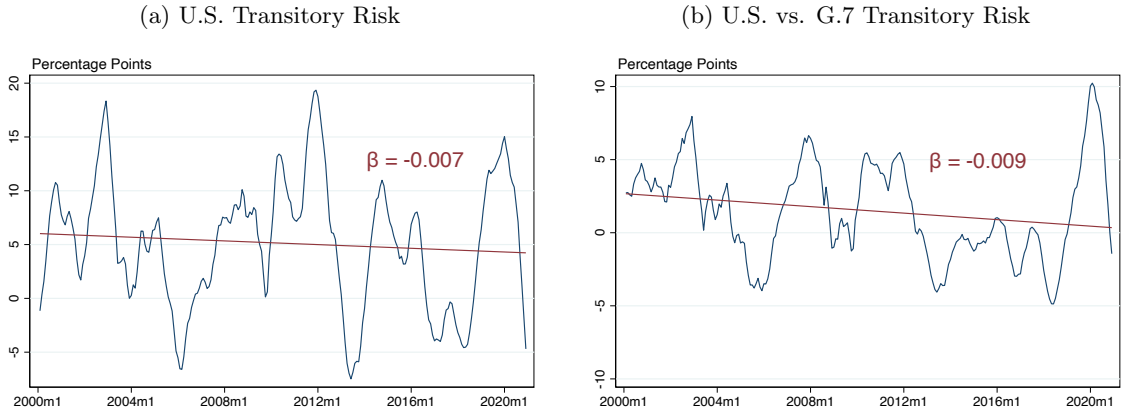 (a) U.S. Transitory Risk
Percentage Points
20
15
10
5
0
-5
β = -0.007
2000m1 2004m1 2008m1 2012m1 2016m1 2020m1
(b) U.S. vs. G.7 Transitory Risk
Percentage Points
10
5
0
-5
-10
β = -0.009
2000m1 2004m1 2008m1 2012m1 2016m1 2020m1